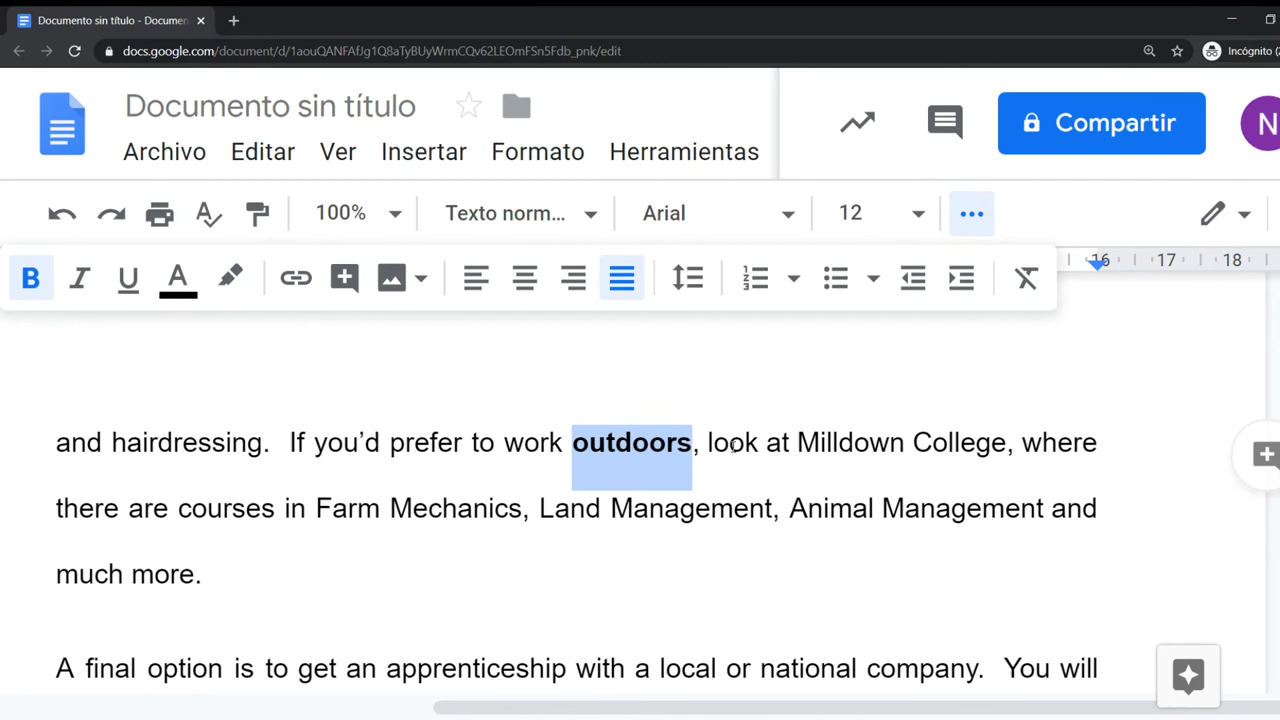 Documento sin título - Documen
docs.google.com/document/d/1aouQANFAfJg1Q8aTyBUyWrmCQv62LEOmFSn5Fdb_pnk/edit
Incógnito (2
Documento sin título
Compartir
N
Archivo Editar Ver Insertar Formato Herramientas
100% Texto norm... Arial 12
B I U A
16 17 18
and hairdressing. If you’d prefer to work outdoors, look at Milldown College, where
there are courses in Farm Mechanics, Land Management, Animal Management and
much more.
A final option is to get an apprenticeship with a local or national company. You will